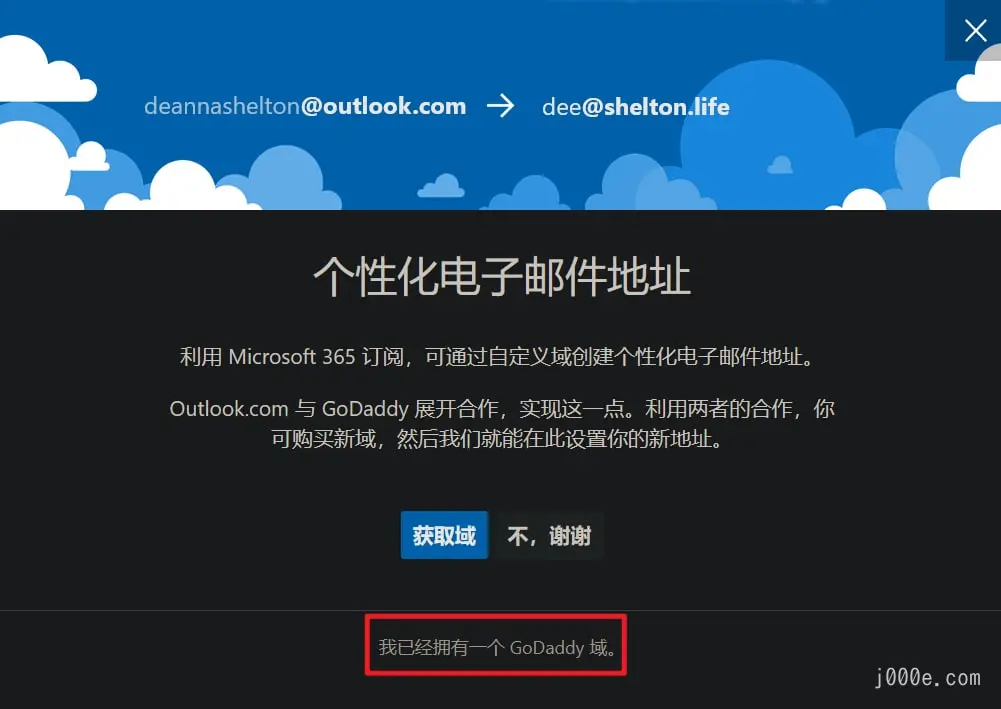 deannashelton@outlook.com → dee@shelton.life
个性化电子邮件地址
利用 Microsoft 365 订阅，可通过自定义域创建个性化电子邮件地址。
Outlook.com 与 GoDaddy 展开合作，实现这一点。利用两者的合作，你
可购买新域，然后我们就能在此设置你的新地址。
获取域 不，谢谢
我已经拥有一个 GoDaddy 域。
j000e.com